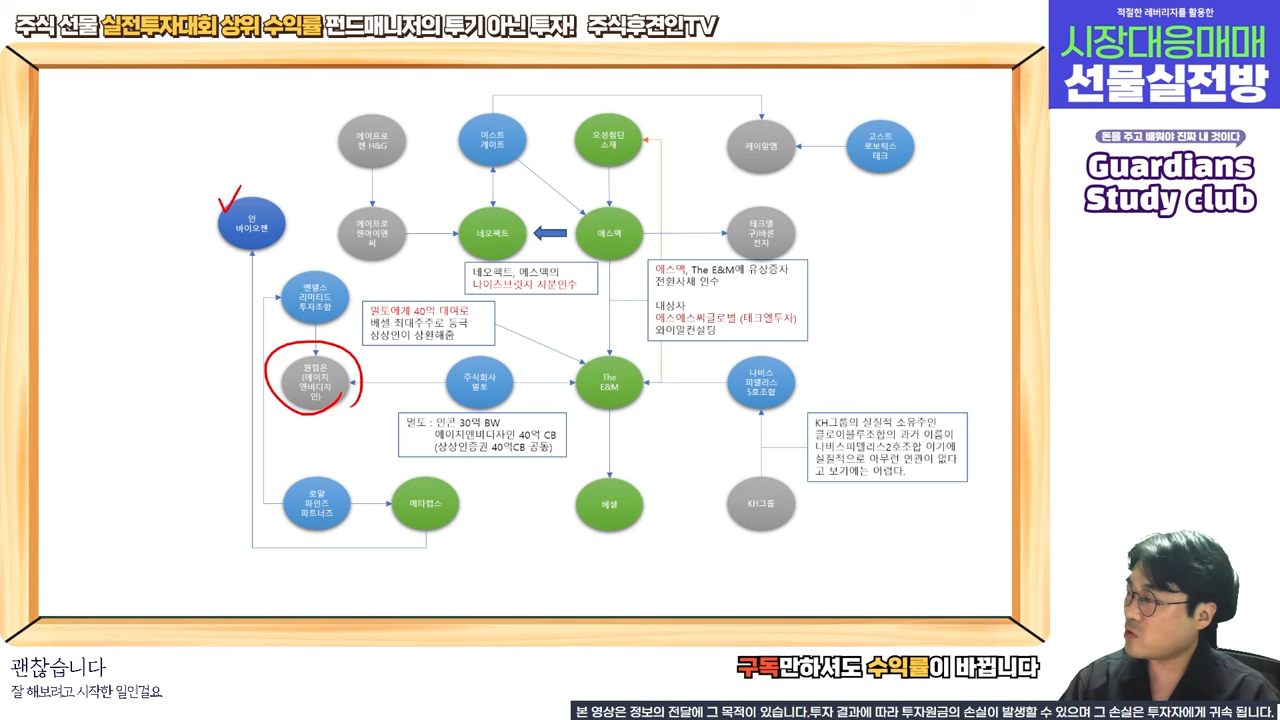 주식 선물 실전투자대회 상위 수익률 펀드매니저의 투기 아닌 투자! 주식후견인TV
적절한 레버리지를 활용한
시장대응매매
선물실전방
돈을 주고 배워야 진짜 내 것이다
Guardians
Study club
에이프로
젠 H&G
이스트
게이트
오성첨단
소재
케이알엠
고스트
로보틱스
테크
인
바이오젠
에이프로
젠아이앤
씨
네오펙트
에스맥
테크엘
구)바른
전자
네오펙트, 에스맥의
나이츠브릿지 지분인수
에스맥, The E&M에 유상증자
전환사채 인수
대상자
에스에스씨글로벌 (테크엘투자)
와이알컨설팅
멘델스
리미티드
투자조합
멀토에게 40억 대여로
베셀 최대주주로 등극
상상인이 상환해줌
퀀텀온
(에이치
엔비디자
인)
주식회사
멀토
The
E&M
나비스
피델리스
5호조합
멀토 : 인콘 30억 BW
에이치앤비디자인 40억 CB
(상상인증권 40억CB 공동)
KH그룹의 실질적 소유주인
클로이블루조합의 과거 이름이
나비스피델리스2호조합 이기에
실질적으로 아무런 연관이 없다
고 보기에는 어렵다.
로얄
파인즈
파트너즈
메타랩스
베셀
KH그룹
괜찮습니다
잘 해보려고 시작한 일인걸요
구독만하셔도 수익률이 바뀝니다
본 영상은 정보의 전달에 그 목적이 있습니다.투자 결과에 따라 투자원금의 손실이 발생할 수 있으며 그 손실은 투자자에게 귀속 됩니다.